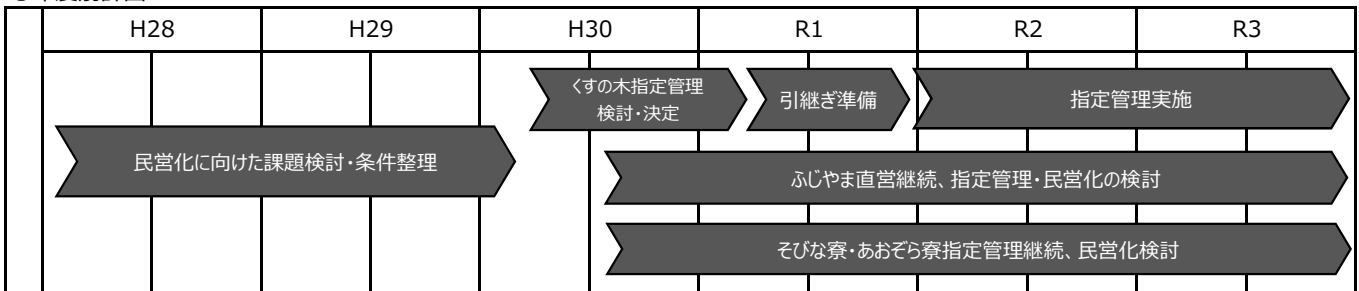 H28 H29 H30 R1 R2 R3
くすの木指定管理
検討・決定
引継ぎ準備
指定管理実施
民営化に向けた課題検討・条件整理
ふじやま直営継続、指定管理・民営化の検討
そびな寮・あおぞら寮指定管理継続、民営化検討